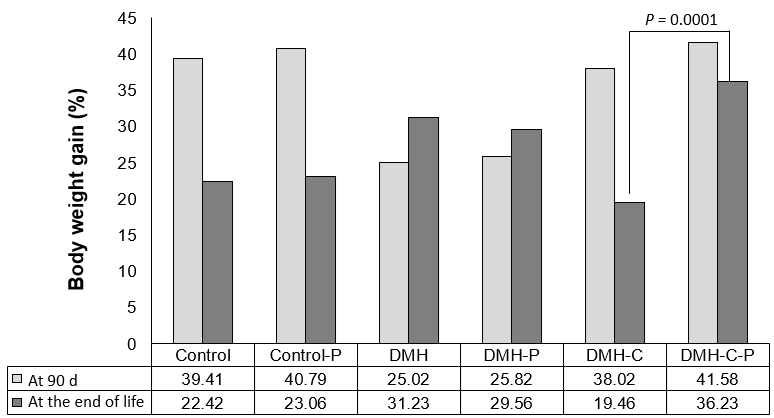 P = 0.0001
Body weight gain (%)
45
40
35
30
25
20
15
10
5
0
Control Control-P DMH DMH-P DMH-C DMH-C-P
At 90 d 39.41 40.79 25.02 25.82 38.02 41.58
At the end of life 22.42 23.06 31.23 29.56 19.46 36.23